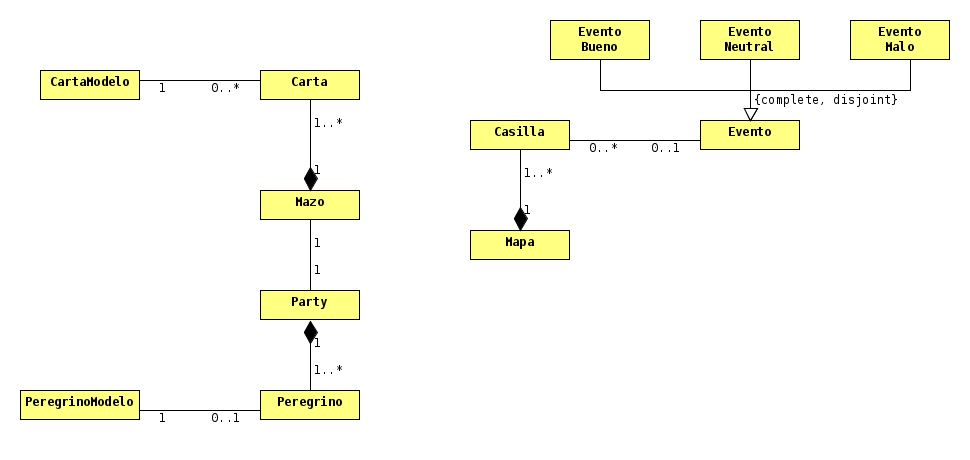 Evento
Bueno
Evento
Neutral
Evento
Malo
CartaModelo
1
0..*
Carta
{complete, disjoint}
1..*
1
Casilla
0..*
0..1
Evento
1..*
1
Mazo
Mapa
1
1
Party
1
1..*
PeregrinoModelo
1
0..1
Peregrino